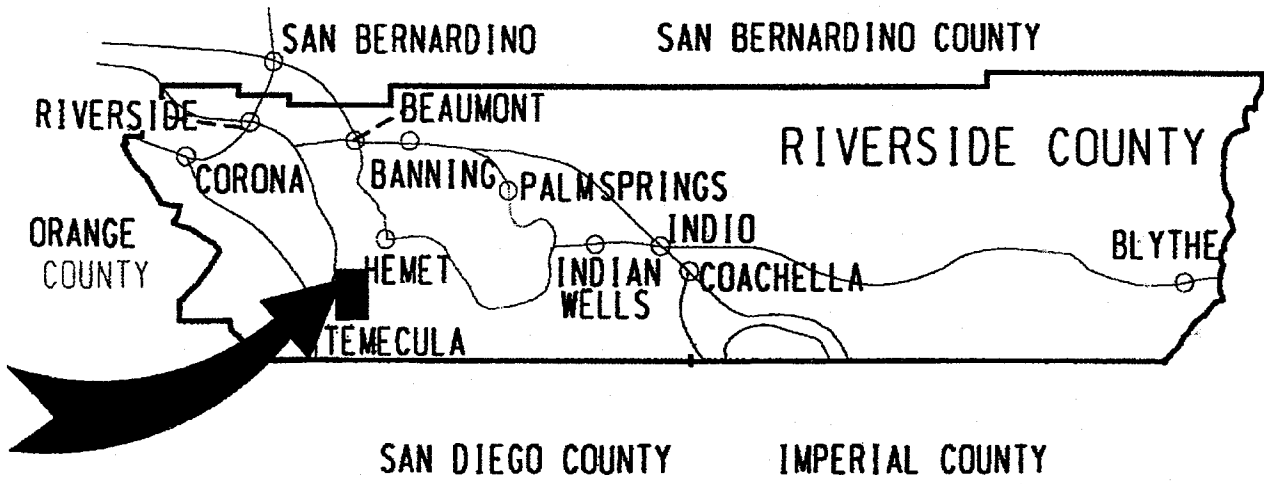 SAN BERNARDINO
SAN BERNARDINO COUNTY
RIVERSIDE
BEAUMONT
RIVERSIDE COUNTY
CORONA
BANNING
PALMSPRINGS
ORANGE
COUNTY
INDIO
BLYTHE
HEMET
INDIAN
WELLS
COACHELLA
TEMECULA
SAN DIEGO COUNTY
IMPERIAL COUNTY